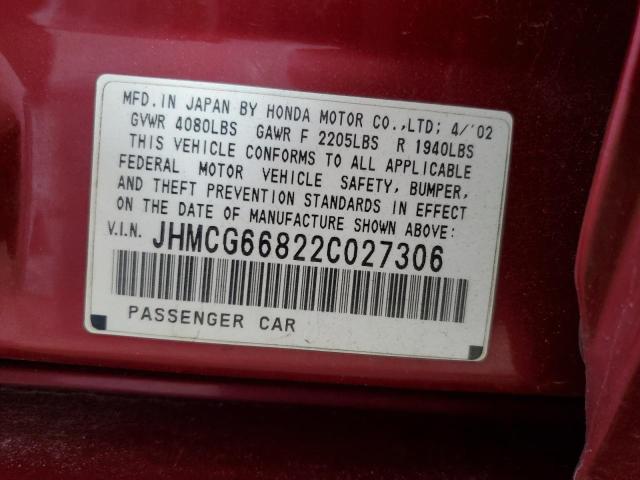 MFD.IN JAPAN BY HONDA MOTOR CO.,LTD; 4/'02
GVWR 4080LBS GAWR F 2205LBS R 1940LBS
THIS VEHICLE CONFORMS TO ALL APPLICABLE
FEDERAL MOTOR VEHICLE SAFETY, BUMPER,
AND THEFT PREVENTION STANDARDS IN EFFECT
ON THE DATE OF MANUFACTURE SHOWN ABOVE:
V.I.N. JHMCG66822C027306
PASSENGER CAR